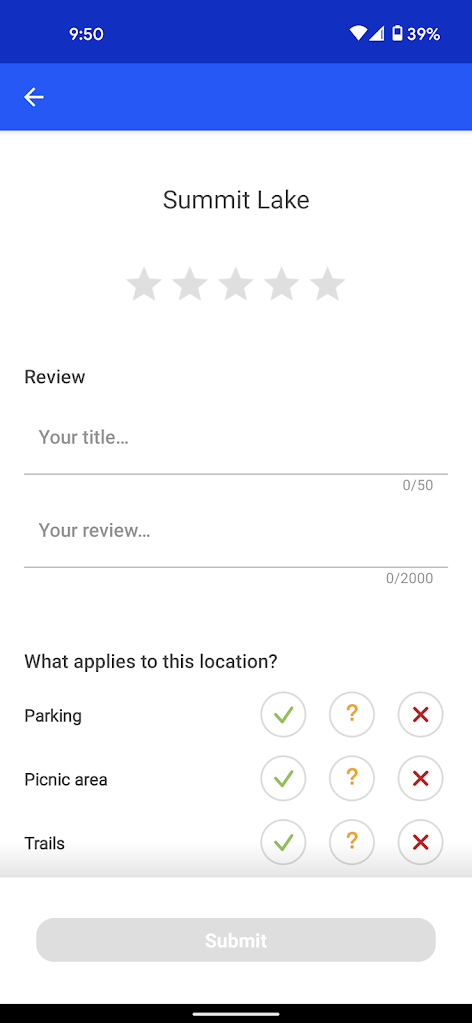 9:50
39%
Summit Lake
Review
Your title...
0/50
Your review...
0/2000
What applies to this location?
Parking ?
Picnic area ?
Trails ?
Submit